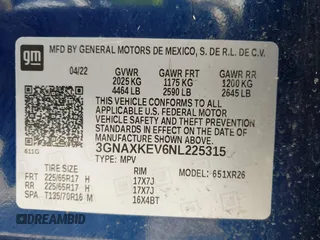 gm
MFD BY GENERAL MOTORS DE MEXICO, S. DE R.L. DE C.V.
04/22 GVWR GAWR FRT GAWR RR
2025 KG 1175 KG 1200 KG
4464 LB 2590 LB 2645 LB
THIS VEHICLE CONFORMS TO ALL
APPLICABLE U.S. FEDERAL MOTOR
VEHICLE SAFETY, BUMPER, AND THEFT
PREVENTION STANDARDS IN EFFECT ON THE
DATE OF MANUFACTURE SHOWN ABOVE.
611G 3GNAXKEV6NL225315
TYPE: MPV
MODEL: 651XR26
TIRE SIZE RIM
FRT 225/65R17 H 17X7J
RR 225/65R17 H 17X7J
SPA T135/70R16 M 16X4BT
AUTOBIDCAR